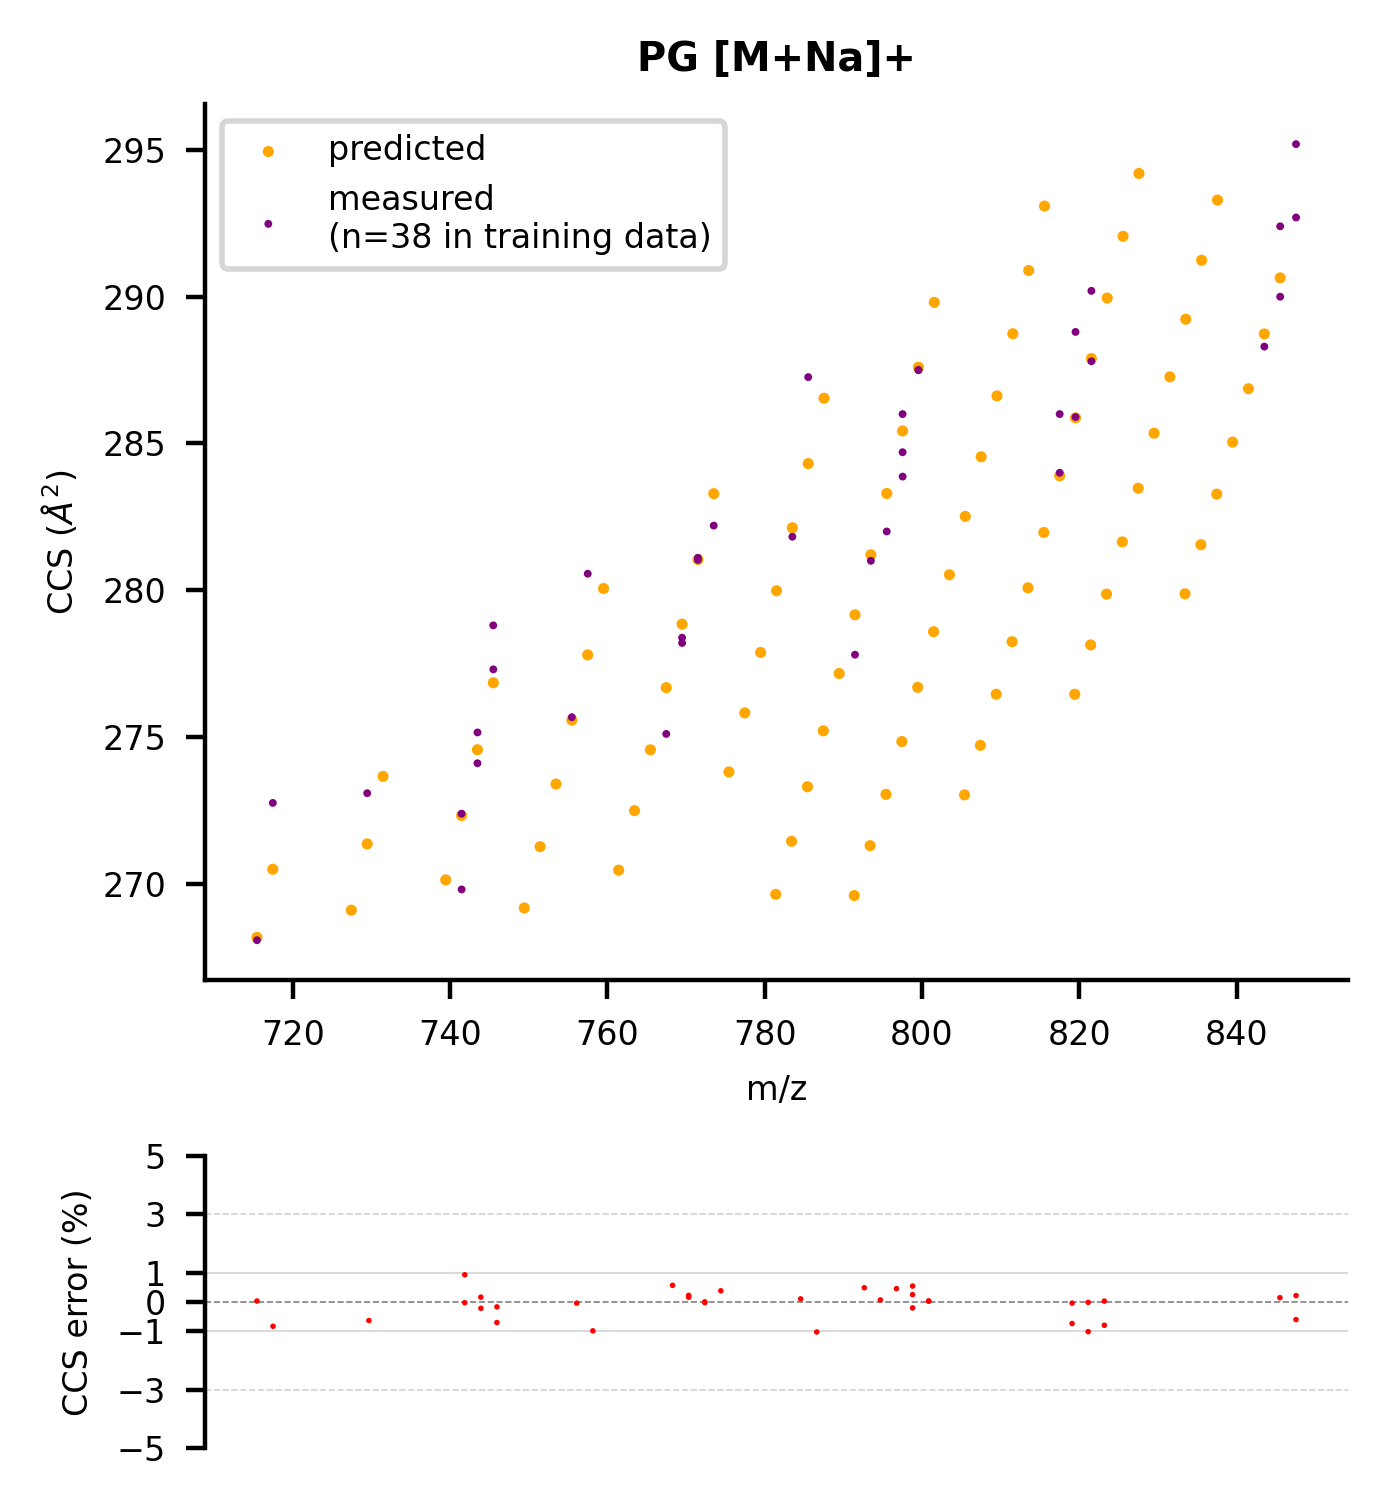 PG [M+Na]+
predicted
measured
(n=38 in training data)
295
290
285
280
275
270
CCS (Å²)
720 740 760 780 800 820 840
m/z
5
3
1
0
−1
−3
−5
CCS error (%)